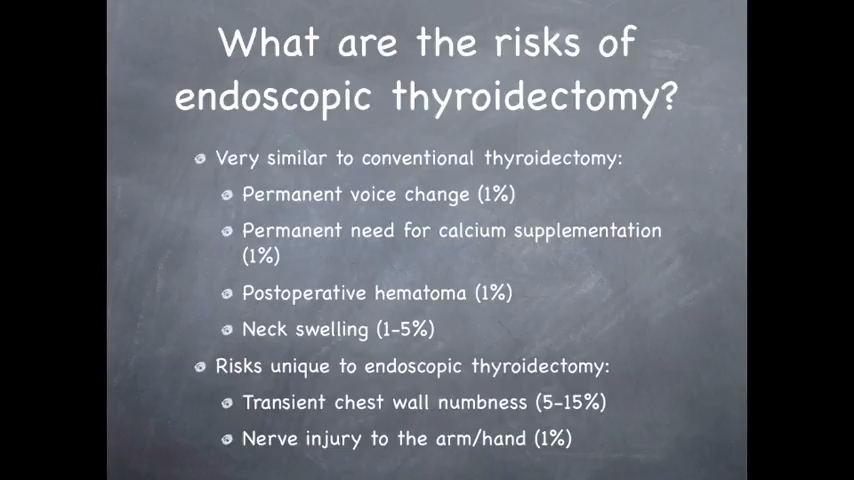 What are the risks of
endoscopic thyroidectomy?
Very similar to conventional thyroidectomy:
Permanent voice change (1%)
Permanent need for calcium supplementation
(1%)
Postoperative hematoma (1%)
Neck swelling (1-5%)
Risks unique to endoscopic thyroidectomy:
Transient chest wall numbness (5-15%)
Nerve injury to the arm/hand (1%)